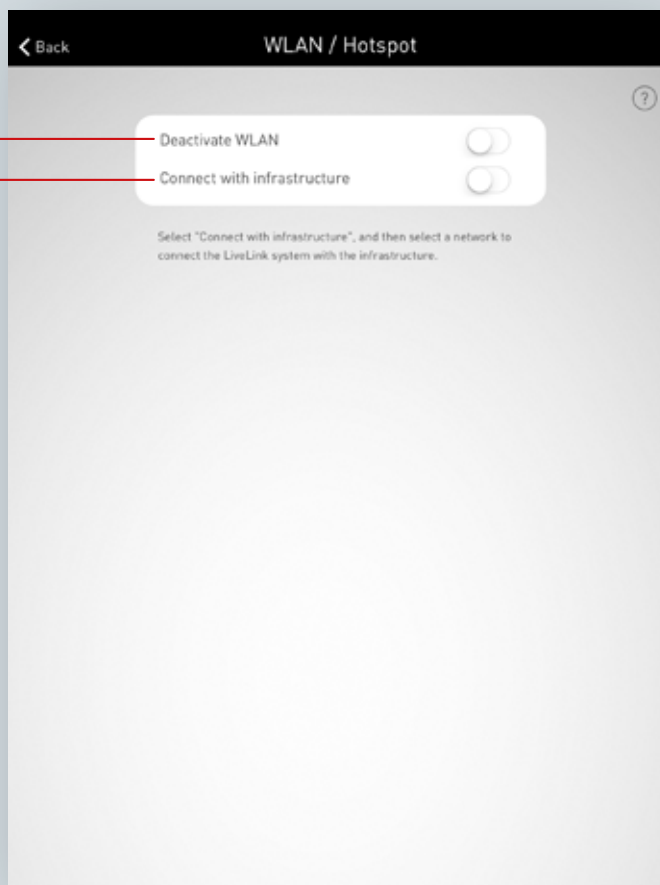 Back
WLAN / Hotspot
?
Deactivate WLAN
Connect with infrastructure
Select "Connect with infrastructure", and then select a network to
connect the LiveLink system with the infrastructure.